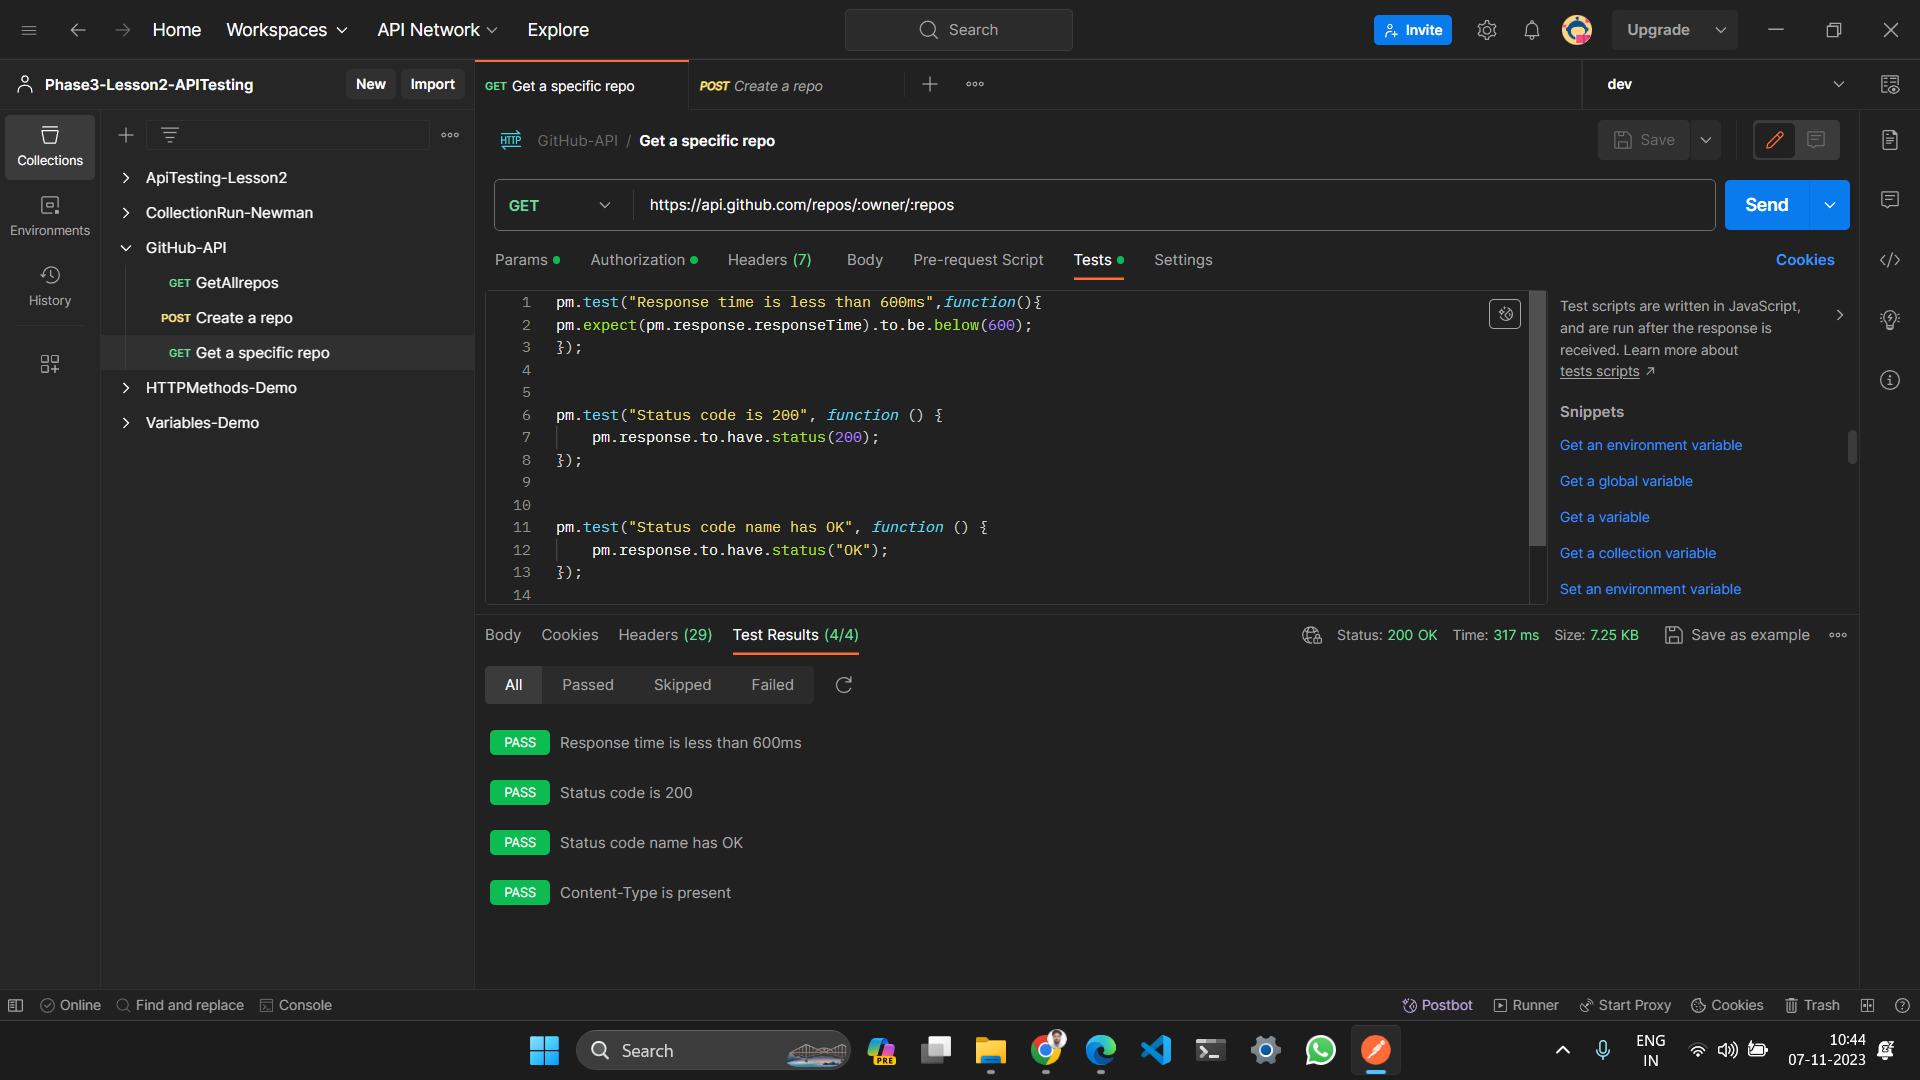 Home Workspaces API Network Explore Search Invite Upgrade
Phase3-Lesson2-APITesting New Import
GET Get a specific repo POST Create a repo dev
Collections
Environments
History
ApiTesting-Lesson2
CollectionRun-Newman
GitHub-API
GET GetAllrepos
POST Create a repo
GET Get a specific repo
HTTPMethods-Demo
Variables-Demo
HTTP GitHub-API / Get a specific repo Save
GET https://api.github.com/repos/:owner/:repos Send
Params Authorization Headers (7) Body Pre-request Script Tests Settings Cookies
1 pm.test("Response time is less than 600ms",function(){
2 pm.expect(pm.response.responseTime).to.be.below(600);
3 });
4
5
6 pm.test("Status code is 200", function () {
7 pm.response.to.have.status(200);
8 });
9
10
11 pm.test("Status code name has OK", function () {
12 pm.response.to.have.status("OK");
13 });
14
Test scripts are written in JavaScript,
and are run after the response is
received. Learn more about
tests scripts ↗
Snippets
Get an environment variable
Get a global variable
Get a variable
Get a collection variable
Set an environment variable
Body Cookies Headers (29) Test Results (4/4) Status: 200 OK Time: 317 ms Size: 7.25 KB Save as example
All Passed Skipped Failed
PASS Response time is less than 600ms
PASS Status code is 200
PASS Status code name has OK
PASS Content-Type is present
Online Find and replace Console Postbot Runner Start Proxy Cookies Trash
Search PRE ENG
IN
10:44
07-11-2023